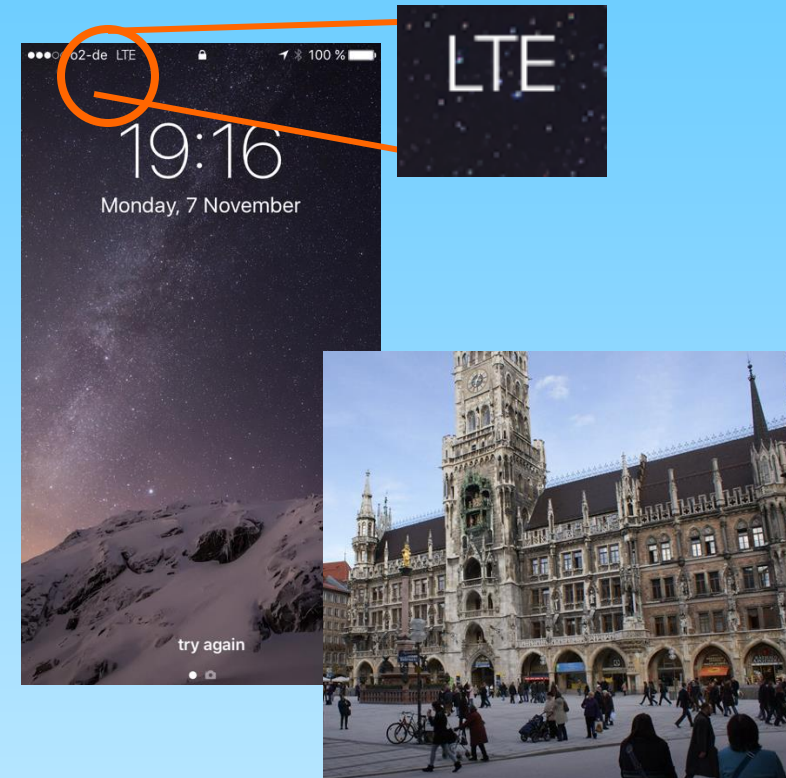 o2-de LTE
100 %
19:16
Monday, 7 November
try again
LTE